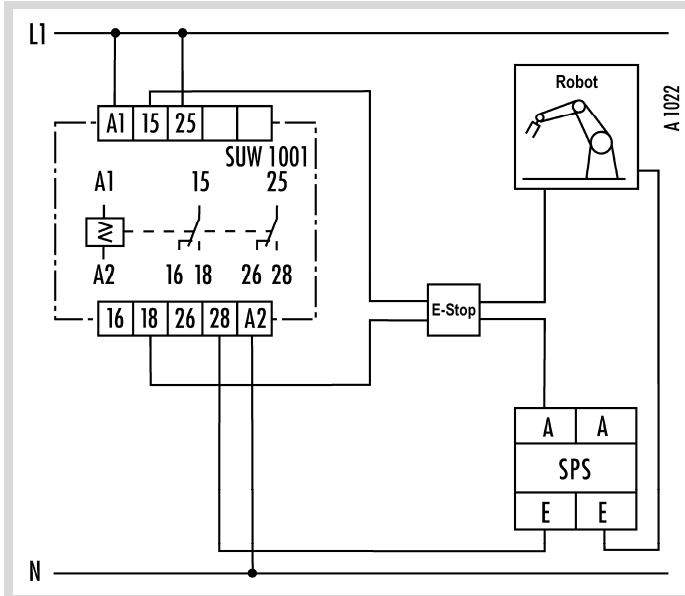 L1
Robot
A 1022
A1 15 25
SUW 1001
A1 15 25
A2 16 18 26 28
E-Stop
16 18 26 28 A2
A A
SPS
E E
N